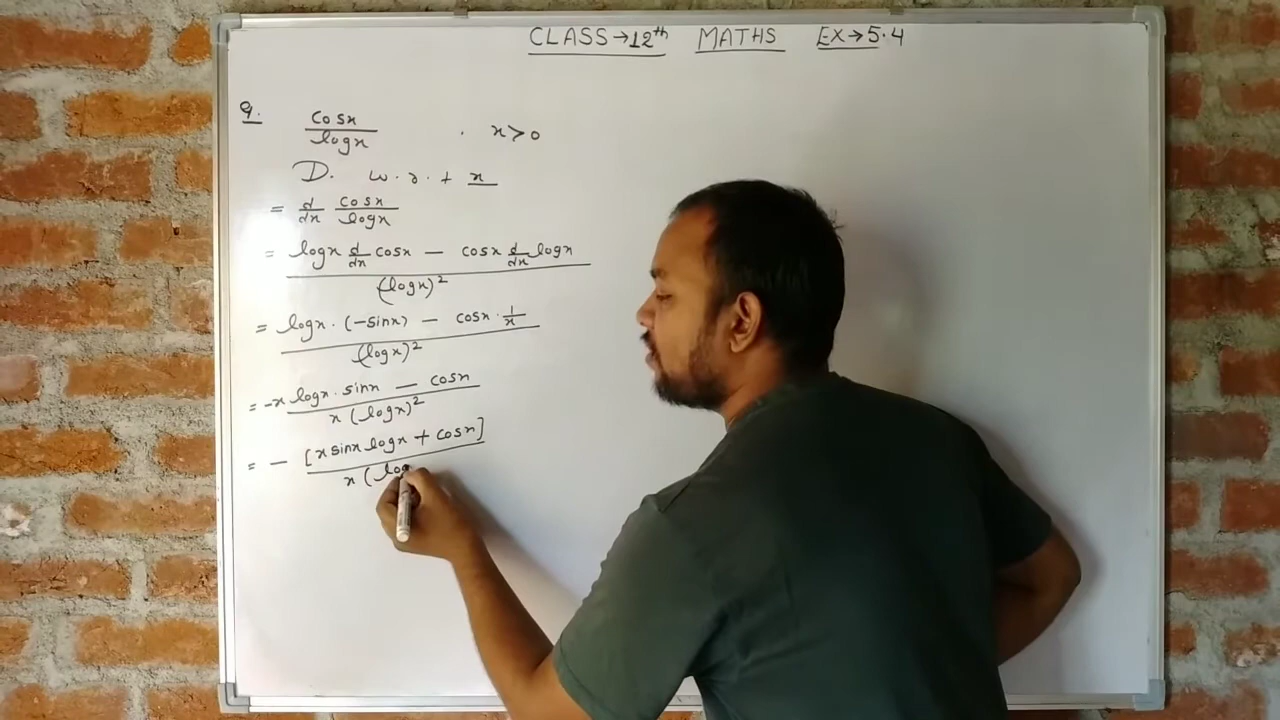 CLASS→12th MATHS EX→5.4
9. cosx/logx . x>0
D. w.r.t x
= d/dx cosx/logx
= (logx d/dx cosx - cosx d/dx logx)/(logx)²
= (logx.(-sinx) - cosx.1/x)/(logx)²
= (-x logx.sinx - cosx)/(x(logx)²)
= - [x sinx logx + cosx]/(x(log